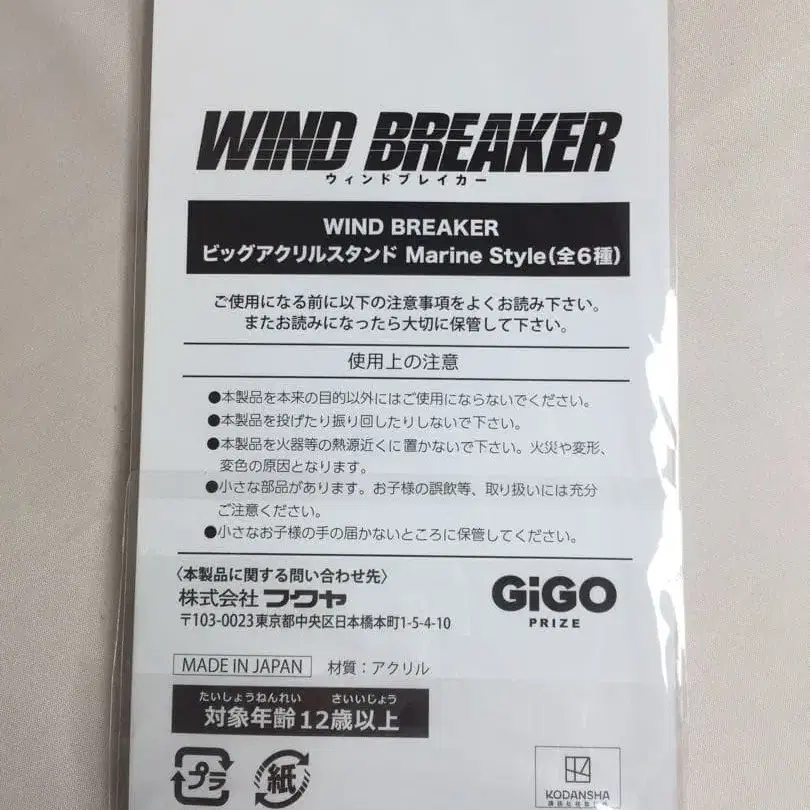 WIND BREAKER
ウィンドブレイカー
WIND BREAKER
ビッグアクリルスタンド Marine Style(全6種)
ご使用になる前に以下の注意事項をよくお読み下さい。
またお読みになったら大切に保管して下さい。
使用上の注意
●本製品を本来の目的以外にはご使用にならないでください。
●本製品を投げたり振り回したりしないで下さい。
●本製品を火器等の熱源近くに置かないで下さい。火災や変形、
変色の原因となります。
●小さな部品があります。お子様の誤飲等、取り扱いには充分
ご注意ください。
●小さなお子様の手の届かないところに保管してください。
〈本製品に関する問い合わせ先〉
株式会社フクヤ
〒103-0023東京都中央区日本橋本町1-5-4-10
GiGO
PRIZE
MADE IN JAPAN 材質:アクリル
たいしょうねんれい さいいじょう
対象年齢12歳以上
プラ
紙
KODANSHA